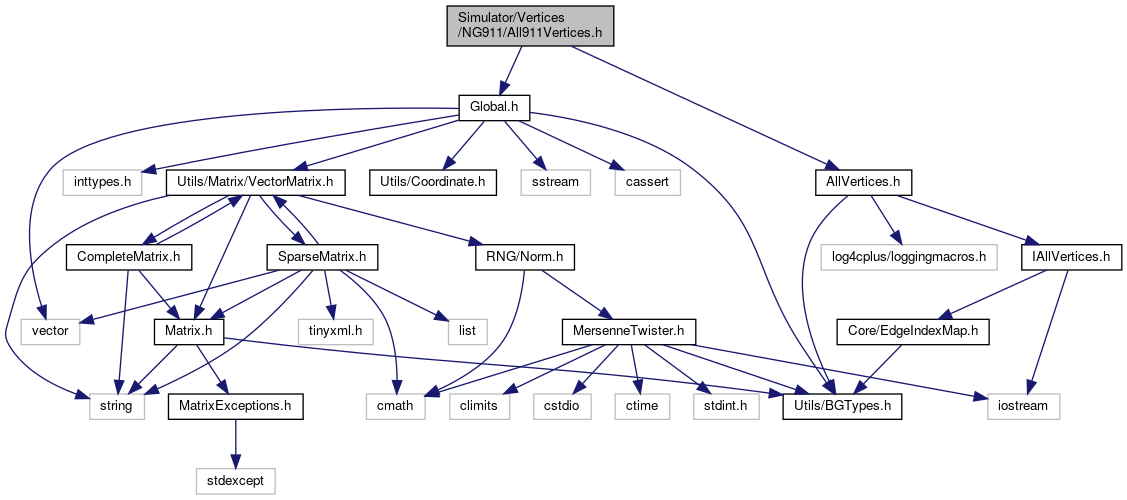 Simulator/Vertices
/NG911/All911Vertices.h
Global.h
inttypes.h
Utils/Matrix/VectorMatrix.h
Utils/Coordinate.h
sstream
cassert
AllVertices.h
CompleteMatrix.h
SparseMatrix.h
RNG/Norm.h
log4cplus/loggingmacros.h
IAllVertices.h
vector
Matrix.h
tinyxml.h
list
MersenneTwister.h
Core/EdgeIndexMap.h
string
MatrixExceptions.h
cmath
climits
cstdio
ctime
stdint.h
Utils/BGTypes.h
iostream
stdexcept